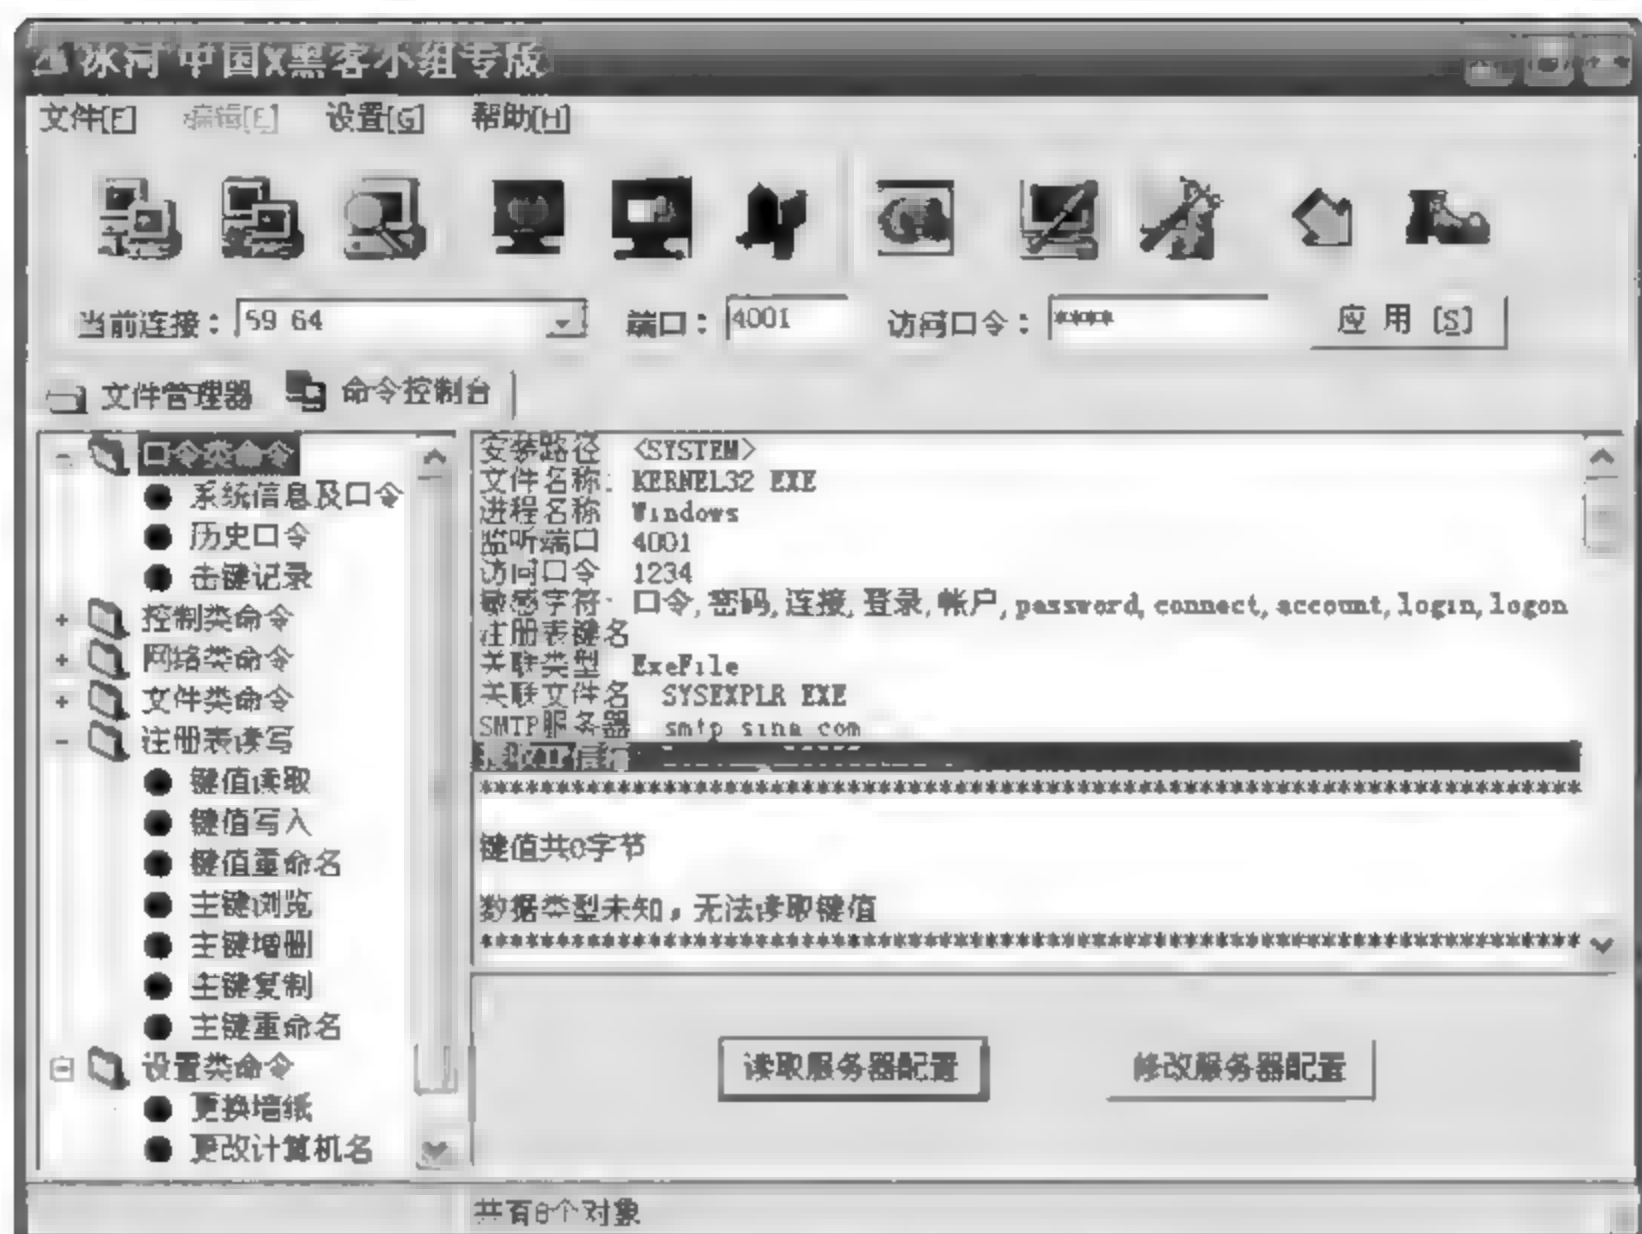 冰河 中国X黑客小组专版
文件[F] 编辑[E] 设置[G] 帮助[H]
当前连接： 59 64 端口： 4001 访问口令： **** 应 用 [S]
文件管理器 命令控制台
口令类命令
系统信息及口令
历史口令
击键记录
控制类命令
网络类命令
文件类命令
注册表读写
键值读取
键值写入
键值重命名
主键浏览
主键增删
主键复制
主键重命名
设置类命令
更换墙纸
更改计算机名
安装路径 <SYSTEM>
文件名称: KERNEL32 EXE
进程名称 Windows
监听端口 4001
访问口令 1234
敏感字符: 口令,密码,连接,登录,帐户,password,connect,account,login,logon
注册表键名
关联类型 ExeFile
关联文件名 SYSEXPLR EXE
SMTP服务器 smtp sina com
接收IP信箱
键值共0字节
数据类型未知，无法读取键值
读取服务器配置 修改服务器配置
共有8个对象